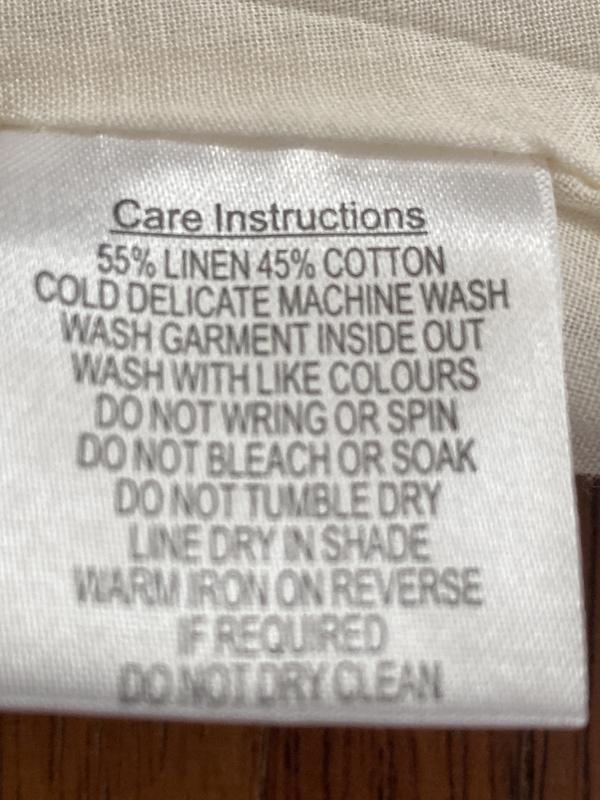 Care Instructions
55% LINEN 45% COTTON
COLD DELICATE MACHINE WASH
WASH GARMENT INSIDE OUT
WASH WITH LIKE COLOURS
DO NOT WRING OR SPIN
DO NOT BLEACH OR SOAK
DO NOT TUMBLE DRY
LINE DRY IN SHADE
WARM IRON ON REVERSE
IF REQUIRED
DO NOT DRY CLEAN